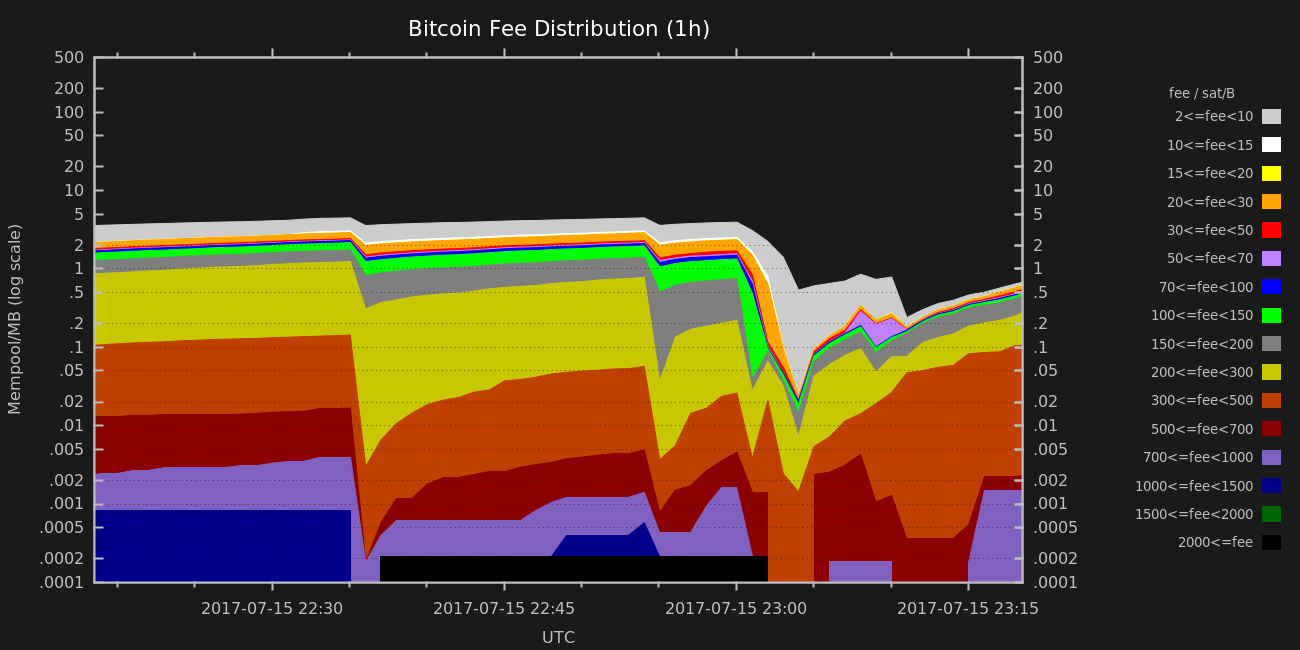 Bitcoin Fee Distribution (1h)
Mempool/MB (log scale)
500
200
100
50
20
10
5
2
1
.5
.2
.1
.05
.02
.01
.005
.002
.001
.0005
.0002
.0001
500
200
100
50
20
10
5
2
1
.5
.2
.1
.05
.02
.01
.005
.002
.001
.0005
.0002
.0001
2017-07-15 22:30
2017-07-15 22:45
2017-07-15 23:00
2017-07-15 23:15
UTC
fee / sat/B
2<=fee<10
10<=fee<15
15<=fee<20
20<=fee<30
30<=fee<50
50<=fee<70
70<=fee<100
100<=fee<150
150<=fee<200
200<=fee<300
300<=fee<500
500<=fee<700
700<=fee<1000
1000<=fee<1500
1500<=fee<2000
2000<=fee